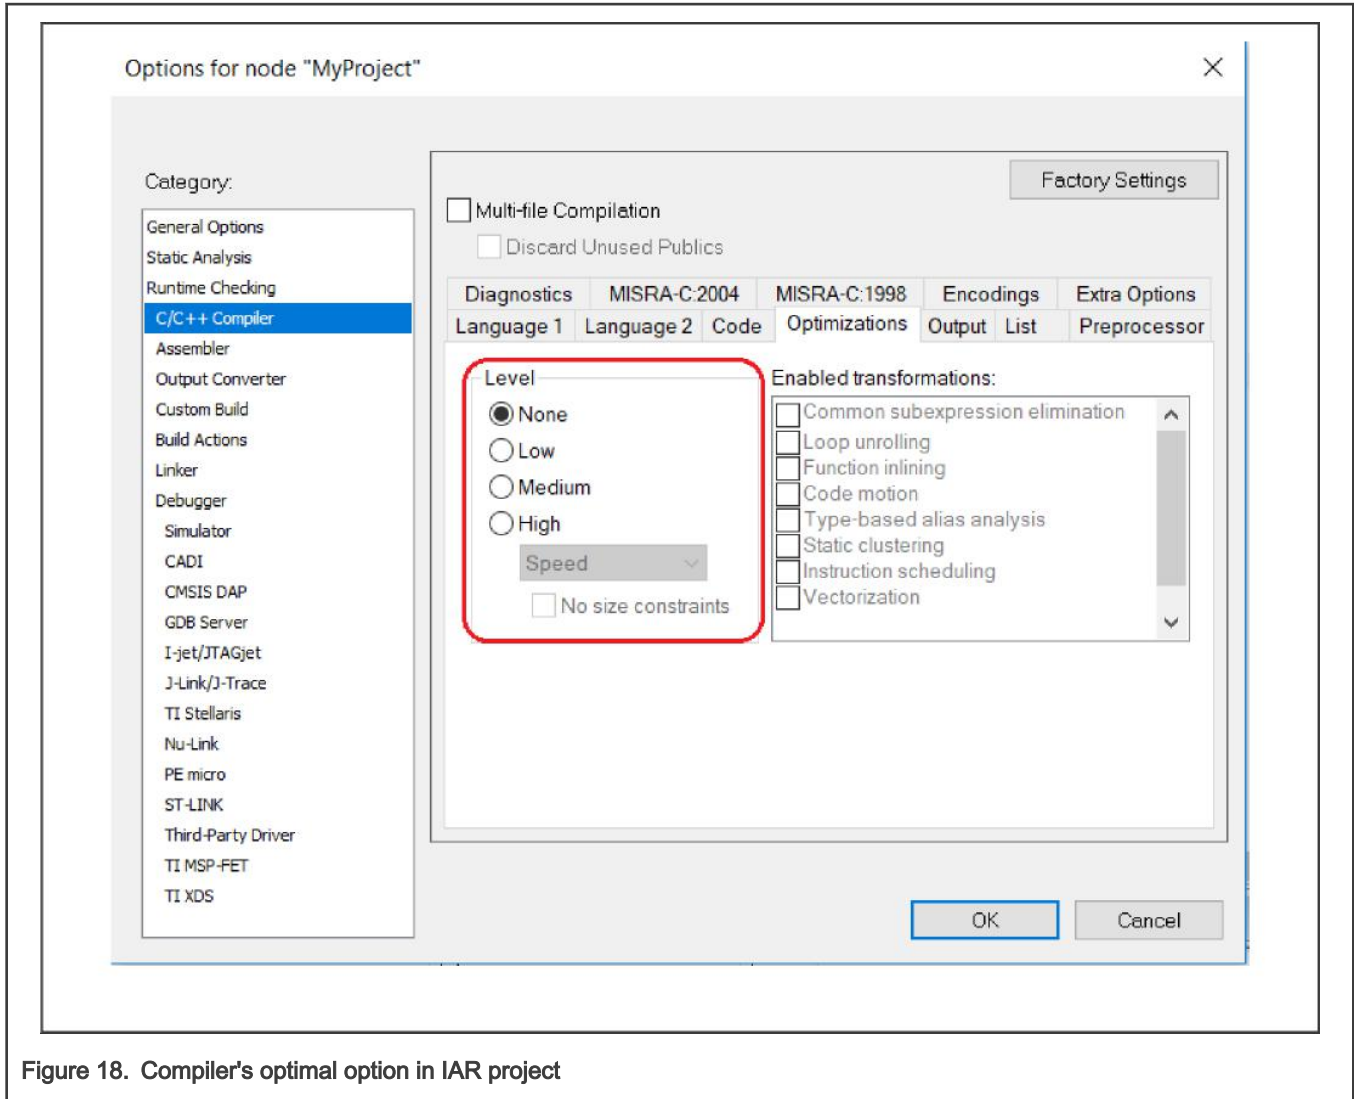 Options for node "MyProject"
Category:
General Options
Static Analysis
Runtime Checking
C/C++ Compiler
Assembler
Output Converter
Custom Build
Build Actions
Linker
Debugger
Simulator
CADI
CMSIS DAP
GDB Server
I-jet/JTAGjet
J-Link/J-Trace
TI Stellaris
Nu-Link
PE micro
ST-LINK
Third-Party Driver
TI MSP-FET
TI XDS
Factory Settings
Multi-file Compilation
Discard Unused Publics
Diagnostics MISRA-C:2004 MISRA-C:1998 Encodings Extra Options
Language 1 Language 2 Code Optimizations Output List Preprocessor
Level
None
Low
Medium
High
Speed
No size constraints
Enabled transformations:
Common subexpression elimination
Loop unrolling
Function inlining
Code motion
Type-based alias analysis
Static clustering
Instruction scheduling
Vectorization
OK Cancel
Figure 18. Compiler's optimal option in IAR project